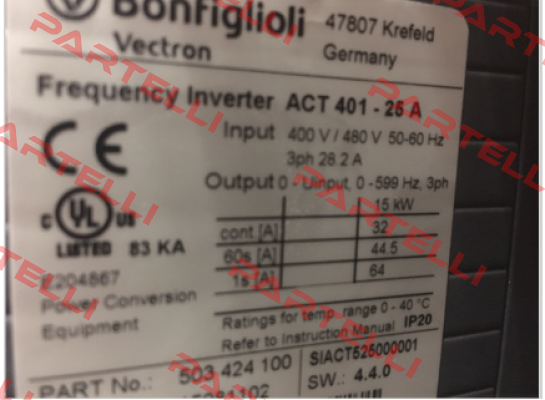 Bonfiglioli
Vectron
47807 Krefeld
Germany
Frequency Inverter ACT 401 - 25 A
Input 400 V / 480 V 50-60 Hz
3ph 28.2 A
Output 0 - Uinput, 0 -599 Hz, 3ph
15 kW
cont.[A] 32
60s [A] 44.5
1s [A] 64
CE
c UL US
LISTED 83 KA
E204867
Power Conversion
Equipment
Ratings for temp. range 0 - 40 °C
Refer to Instruction Manual IP20
PART No.: 503 424 100
SIACT525000001
SW.: 4.4.0
PARTELLI
PARTELLI
PARTELLI
PARTELLI
PARTELLI